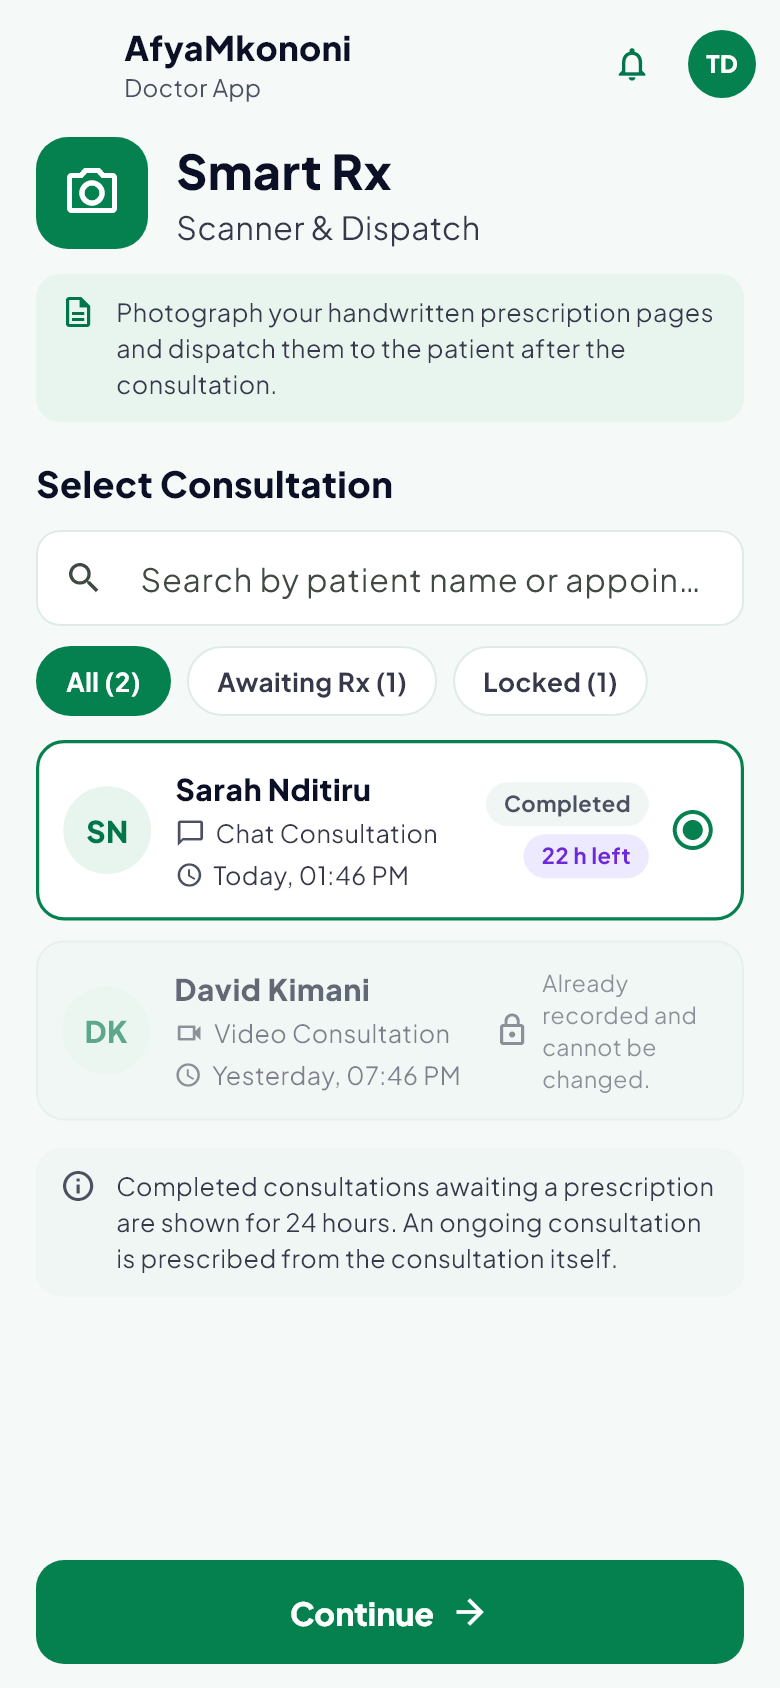 AfyaMkononi
Doctor App
TD
Smart Rx
Scanner & Dispatch
Photograph your handwritten prescription pages
and dispatch them to the patient after the
consultation.
Select Consultation
Search by patient name or appoin...
All (2)
Awaiting Rx (1)
Locked (1)
SN
Sarah Nditiru
Chat Consultation
Today, 01:46 PM
Completed
22 h left
DK
David Kimani
Video Consultation
Yesterday, 07:46 PM
Already
recorded and
cannot be
changed.
Completed consultations awaiting a prescription
are shown for 24 hours. An ongoing consultation
is prescribed from the consultation itself.
Continue